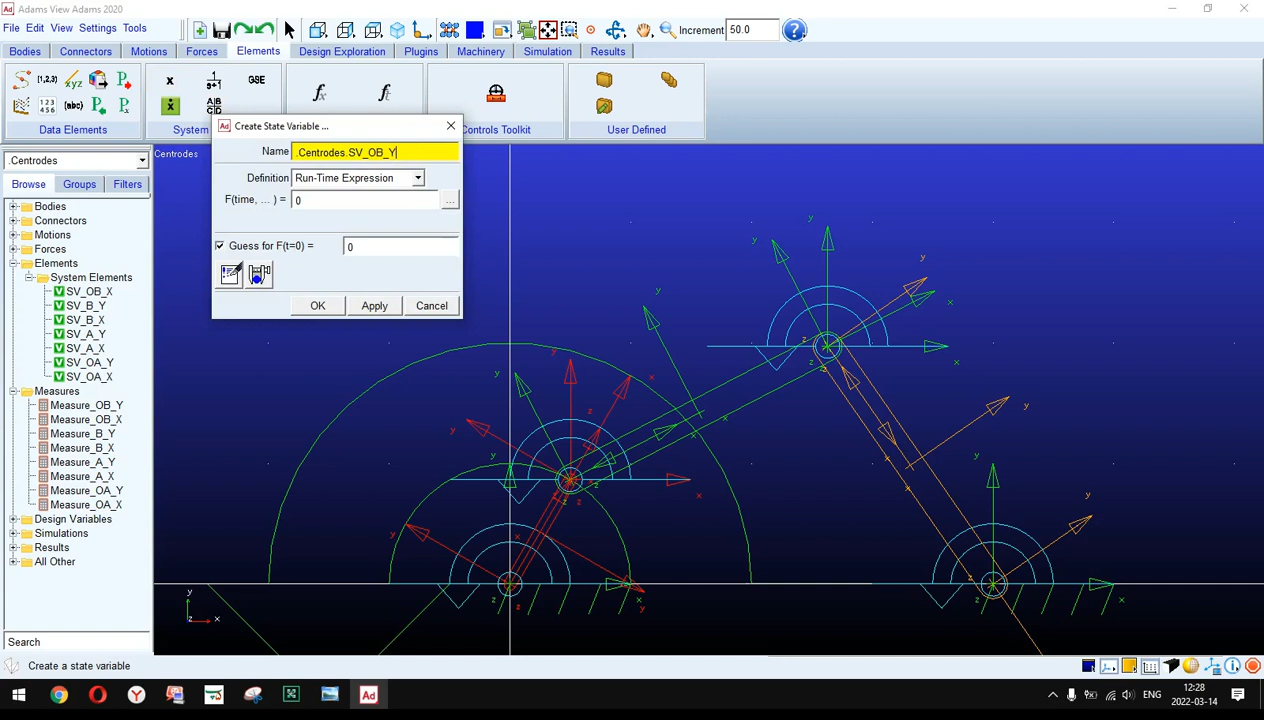 Ad Adams View Adams 2020
File Edit View Settings Tools
Increment 50.0
Bodies Connectors Motions Forces Elements Design Exploration Plugins Machinery Simulation Results
Data Elements
System
Controls Toolkit
User Defined
Ad Create State Variable ...
Name .Centrodes.SV_OB_Y
Definition Run-Time Expression
F(time, ... ) = 0 ...
Guess for F(t=0) = 0
OK Apply Cancel
.Centrodes
Browse Groups Filters
Bodies
Connectors
Motions
Forces
Elements
System Elements
SV_OB_X
SV_B_Y
SV_B_X
SV_A_Y
SV_A_X
SV_OA_Y
SV_OA_X
Measures
Measure_OB_Y
Measure_OB_X
Measure_B_Y
Measure_B_X
Measure_A_Y
Measure_A_X
Measure_OA_Y
Measure_OA_X
Design Variables
Simulations
Results
All Other
Search
Centrodes
Create a state variable
ENG
12:28
2022-03-14